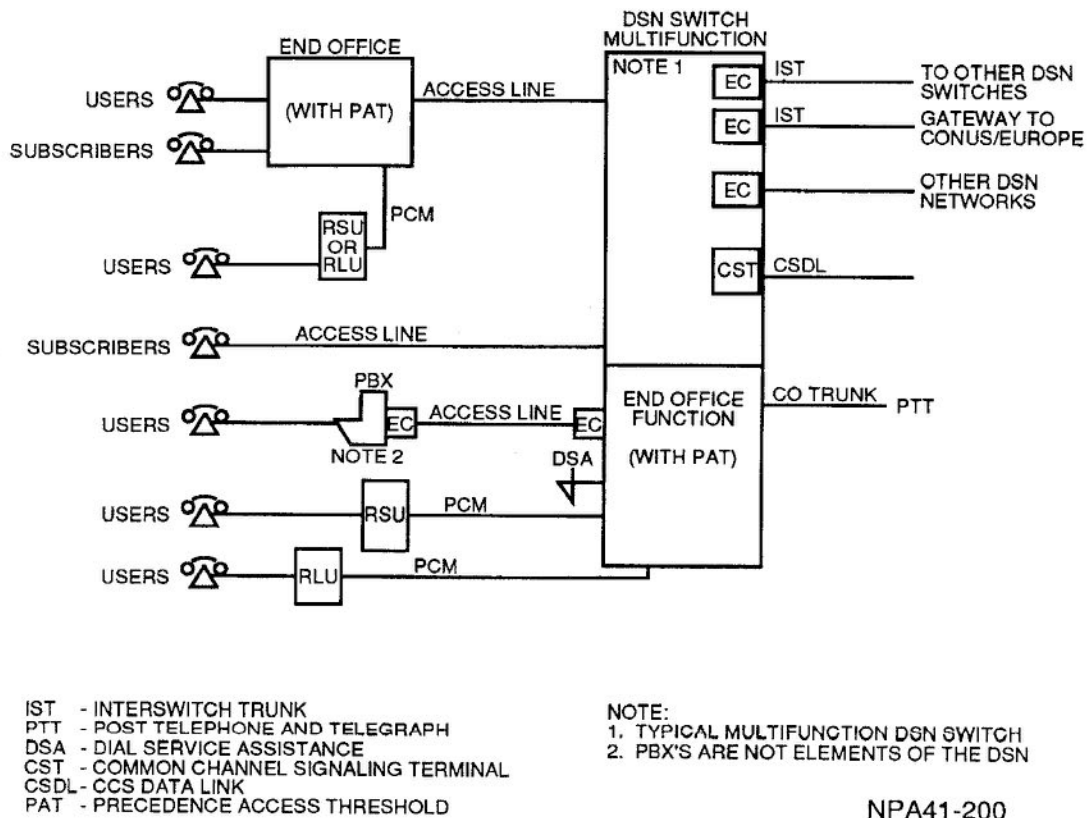 DSN SWITCH
MULTIFUNCTION
END OFFICE
(WITH PAT)
USERS
SUBSCRIBERS
ACCESS LINE
PCM
RSU
OR
RLU
USERS
NOTE 1
EC
IST
TO OTHER DSN
SWITCHES
EC
IST
GATEWAY TO
CONUS/EUROPE
EC
OTHER DSN
NETWORKS
CST
CSDL
SUBSCRIBERS
ACCESS LINE
USERS
PBX
EC
NOTE 2
ACCESS LINE
EC
DSA
END OFFICE
FUNCTION
(WITH PAT)
CO TRUNK
PTT
USERS
RSU
PCM
USERS
RLU
PCM
IST - INTERSWITCH TRUNK
PTT - POST TELEPHONE AND TELEGRAPH
DSA - DIAL SERVICE ASSISTANCE
CST - COMMON CHANNEL SIGNALING TERMINAL
CSDL - CCS DATA LINK
PAT - PRECEDENCE ACCESS THRESHOLD
NOTE:
1. TYPICAL MULTIFUNCTION DSN SWITCH
2. PBX'S ARE NOT ELEMENTS OF THE DSN
NPA41-200